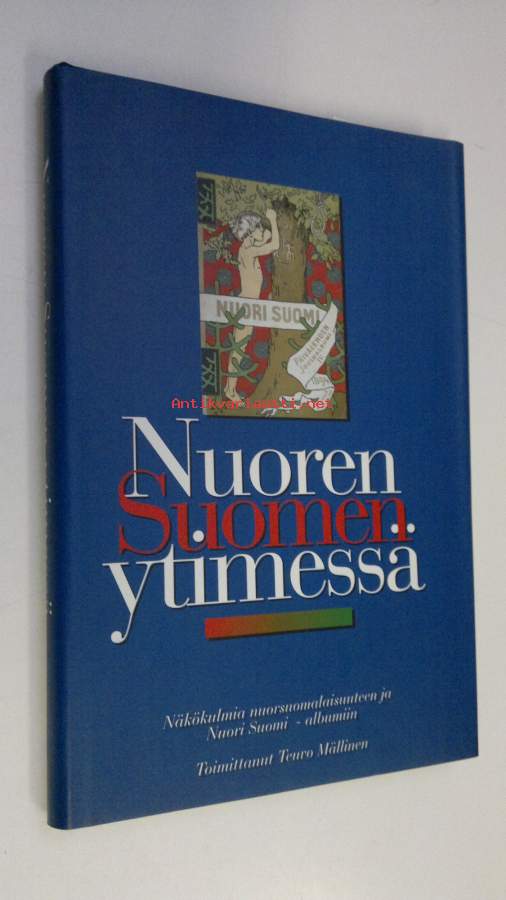 NUORI SUOMI
Antikvariaatti.net
Nuoren
Suomen
ytimessä
Näkökulmia nuorsuomalaisuuteen ja
Nuori Suomi - albumiin
Toimittanut Teuvo Mällinen